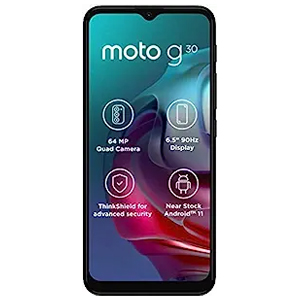 moto g30
64 MP
Quad Camera
6.5" 90Hz
Display
ThinkShield for
advanced security
Near Stock
Android™ 11